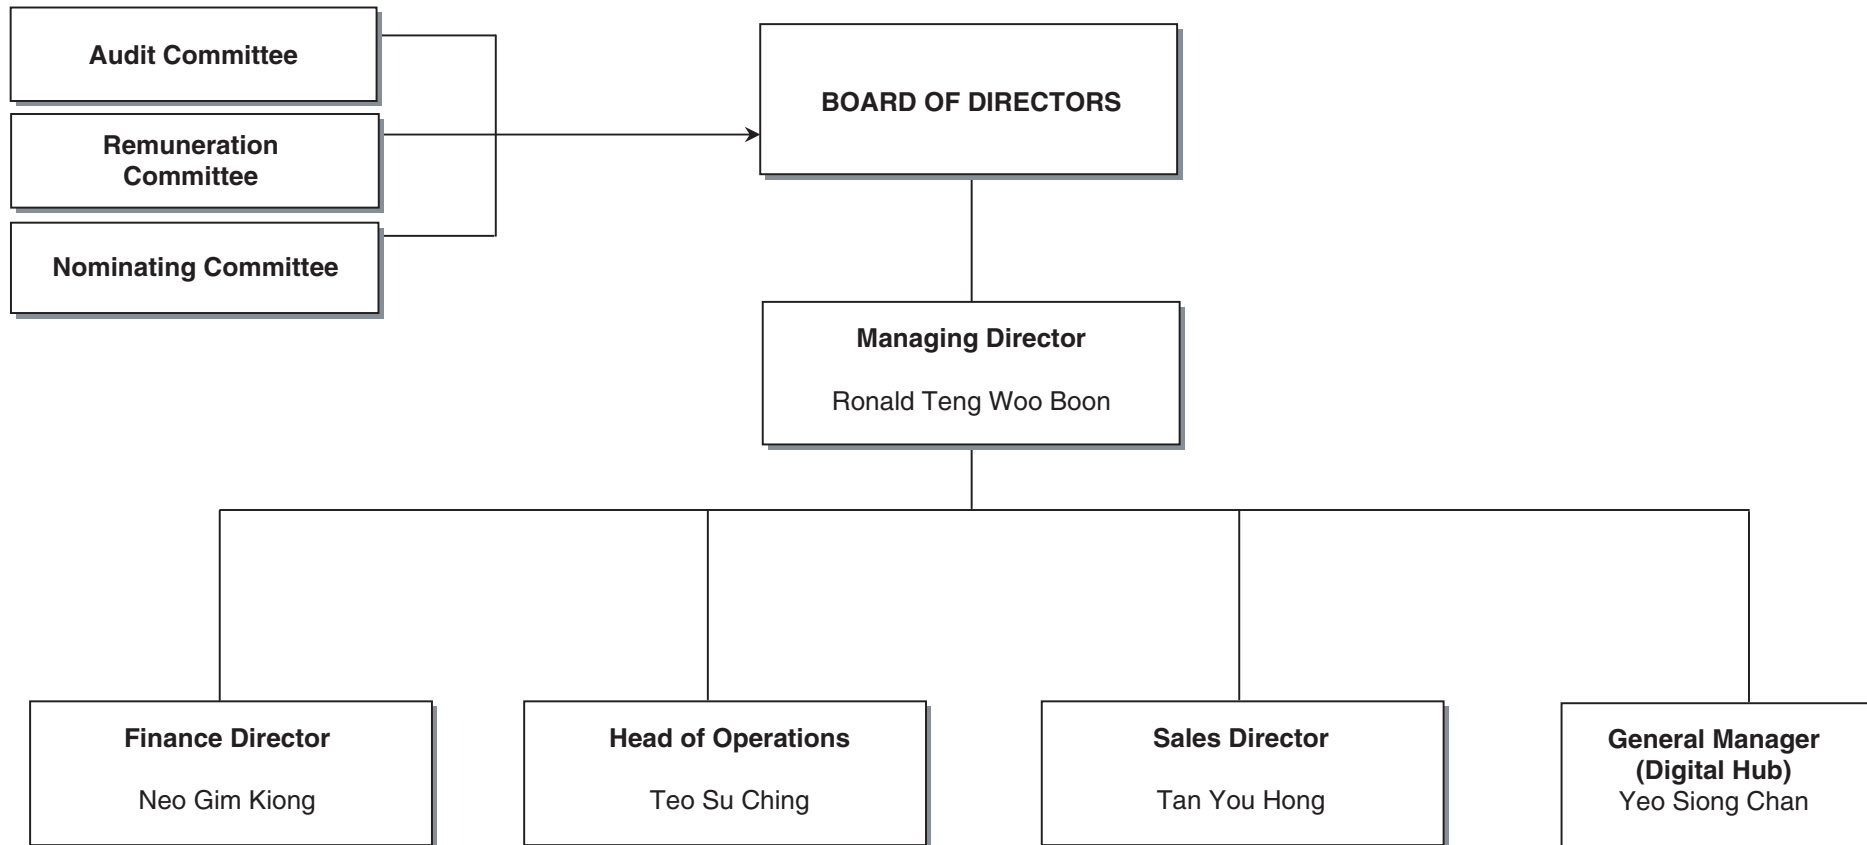 Audit Committee
BOARD OF DIRECTORS
Remuneration
Committee
Nominating Committee
Managing Director
Ronald Teng Woo Boon
Finance Director
Neo Gim Kiong
Head of Operations
Teo Su Ching
Sales Director
Tan You Hong
General Manager
(Digital Hub)
Yeo Siong Chan